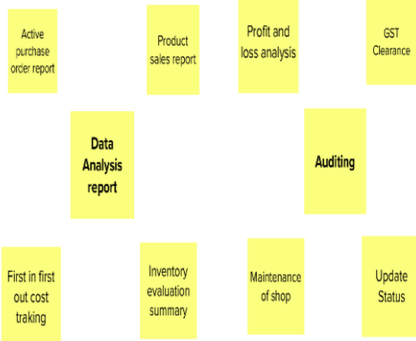 Active
purchase
order report
Product
sales report
Profit and
loss analysis
GST
Clearance
Data
Analysis
report
Auditing
First in first
out cost
traking
Inventory
evaluation
summary
Maintenance
of shop
Update
Status